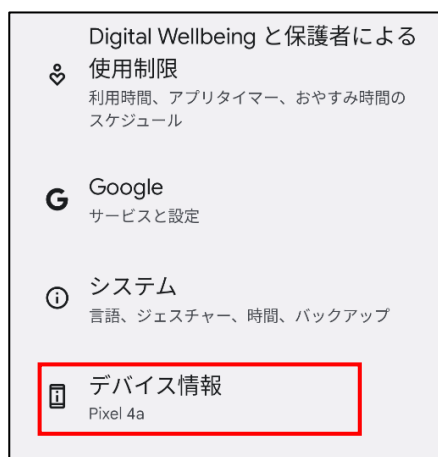 Digital Wellbeing と保護者による
使用制限
利用時間、アプリタイマー、おやすみ時間の
スケジュール
Google
サービスと設定
システム
言語、ジェスチャー、時間、バックアップ
デバイス情報
Pixel 4a